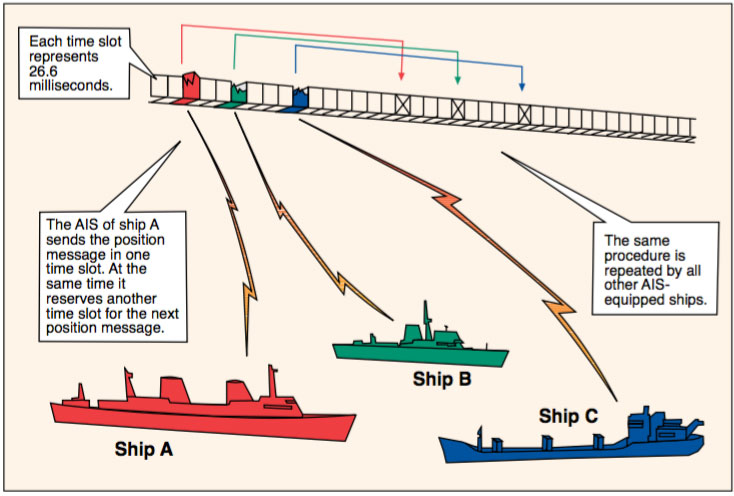 Each time slot
represents
26.6
milliseconds.
The AIS of ship A
sends the position
message in one
time slot. At the
same time it
reserves another
time slot for the next
position message.
The same
procedure is
repeated by all
other AIS-
equipped ships.
Ship B
Ship C
Ship A